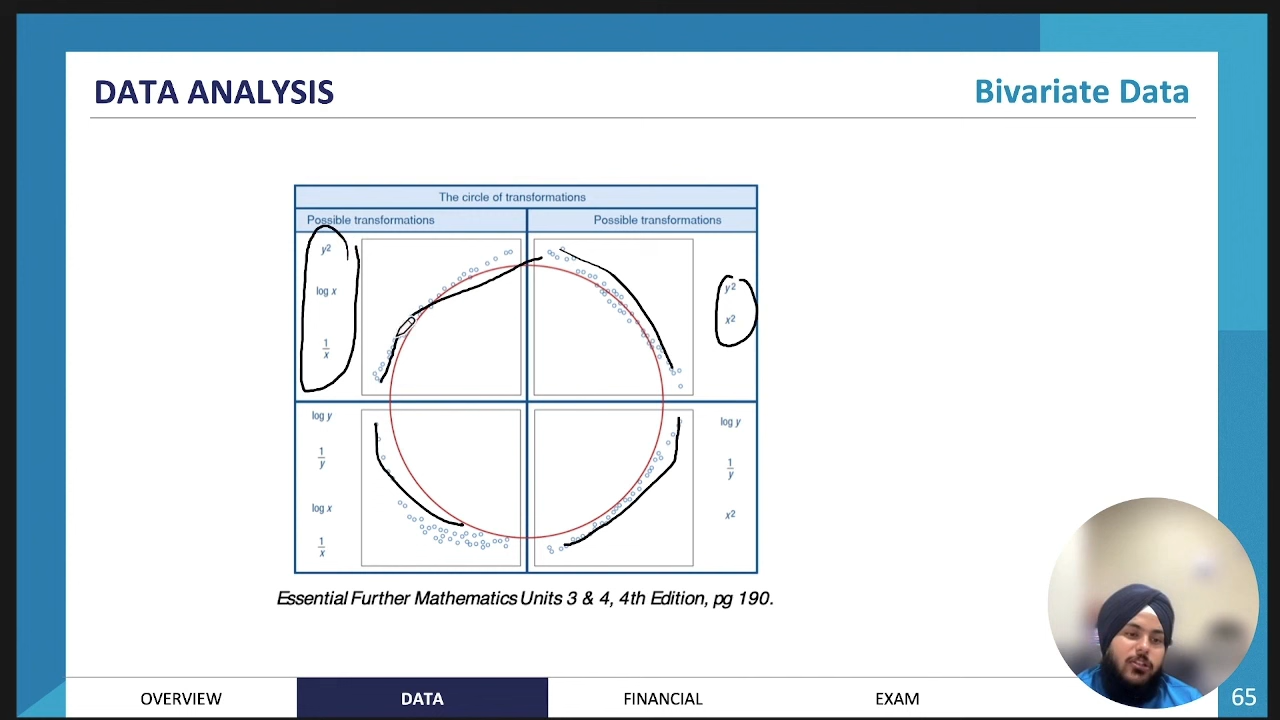 DATA ANALYSIS
Bivariate Data
The circle of transformations
Possible transformations
Possible transformations
y²
log x
1/x
y²
x²
log y
1/y
log x
1/x
log y
1/y
x²
Essential Further Mathematics Units 3 & 4, 4th Edition, pg 190.
OVERVIEW
DATA
FINANCIAL
EXAM
65